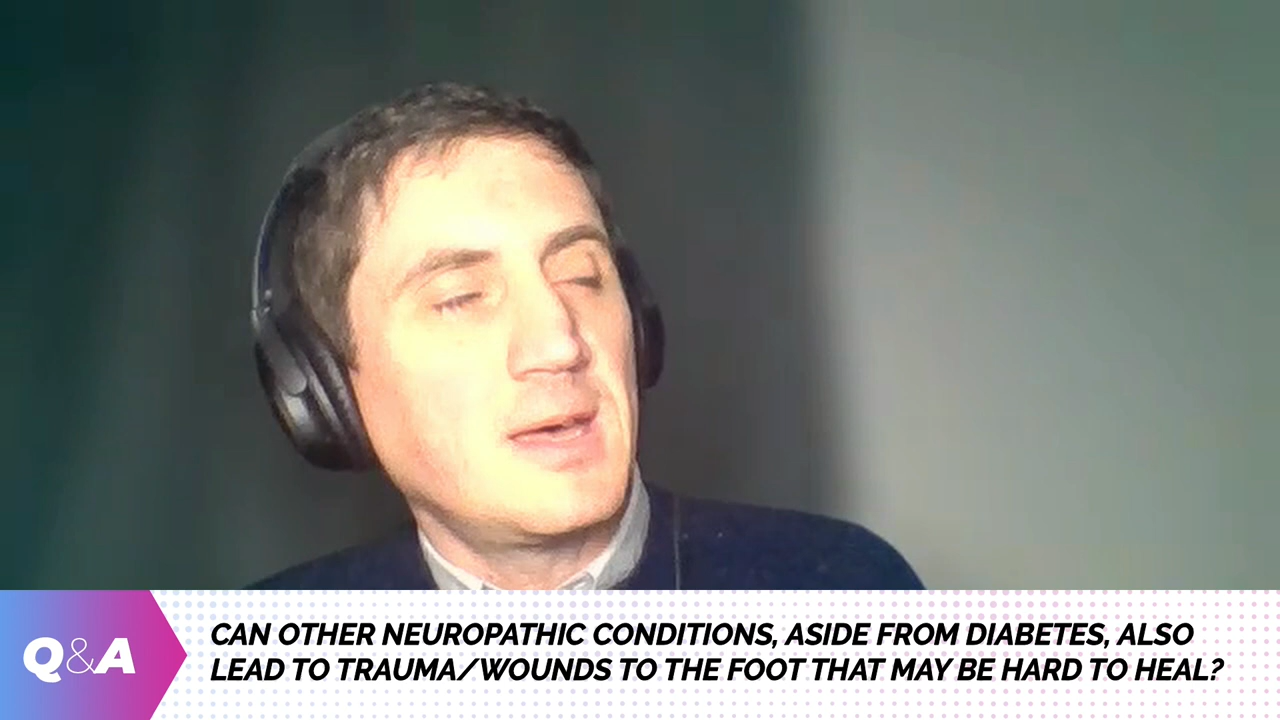 Q&A
CAN OTHER NEUROPATHIC CONDITIONS, ASIDE FROM DIABETES, ALSO
LEAD TO TRAUMA/WOUNDS TO THE FOOT THAT MAY BE HARD TO HEAL?